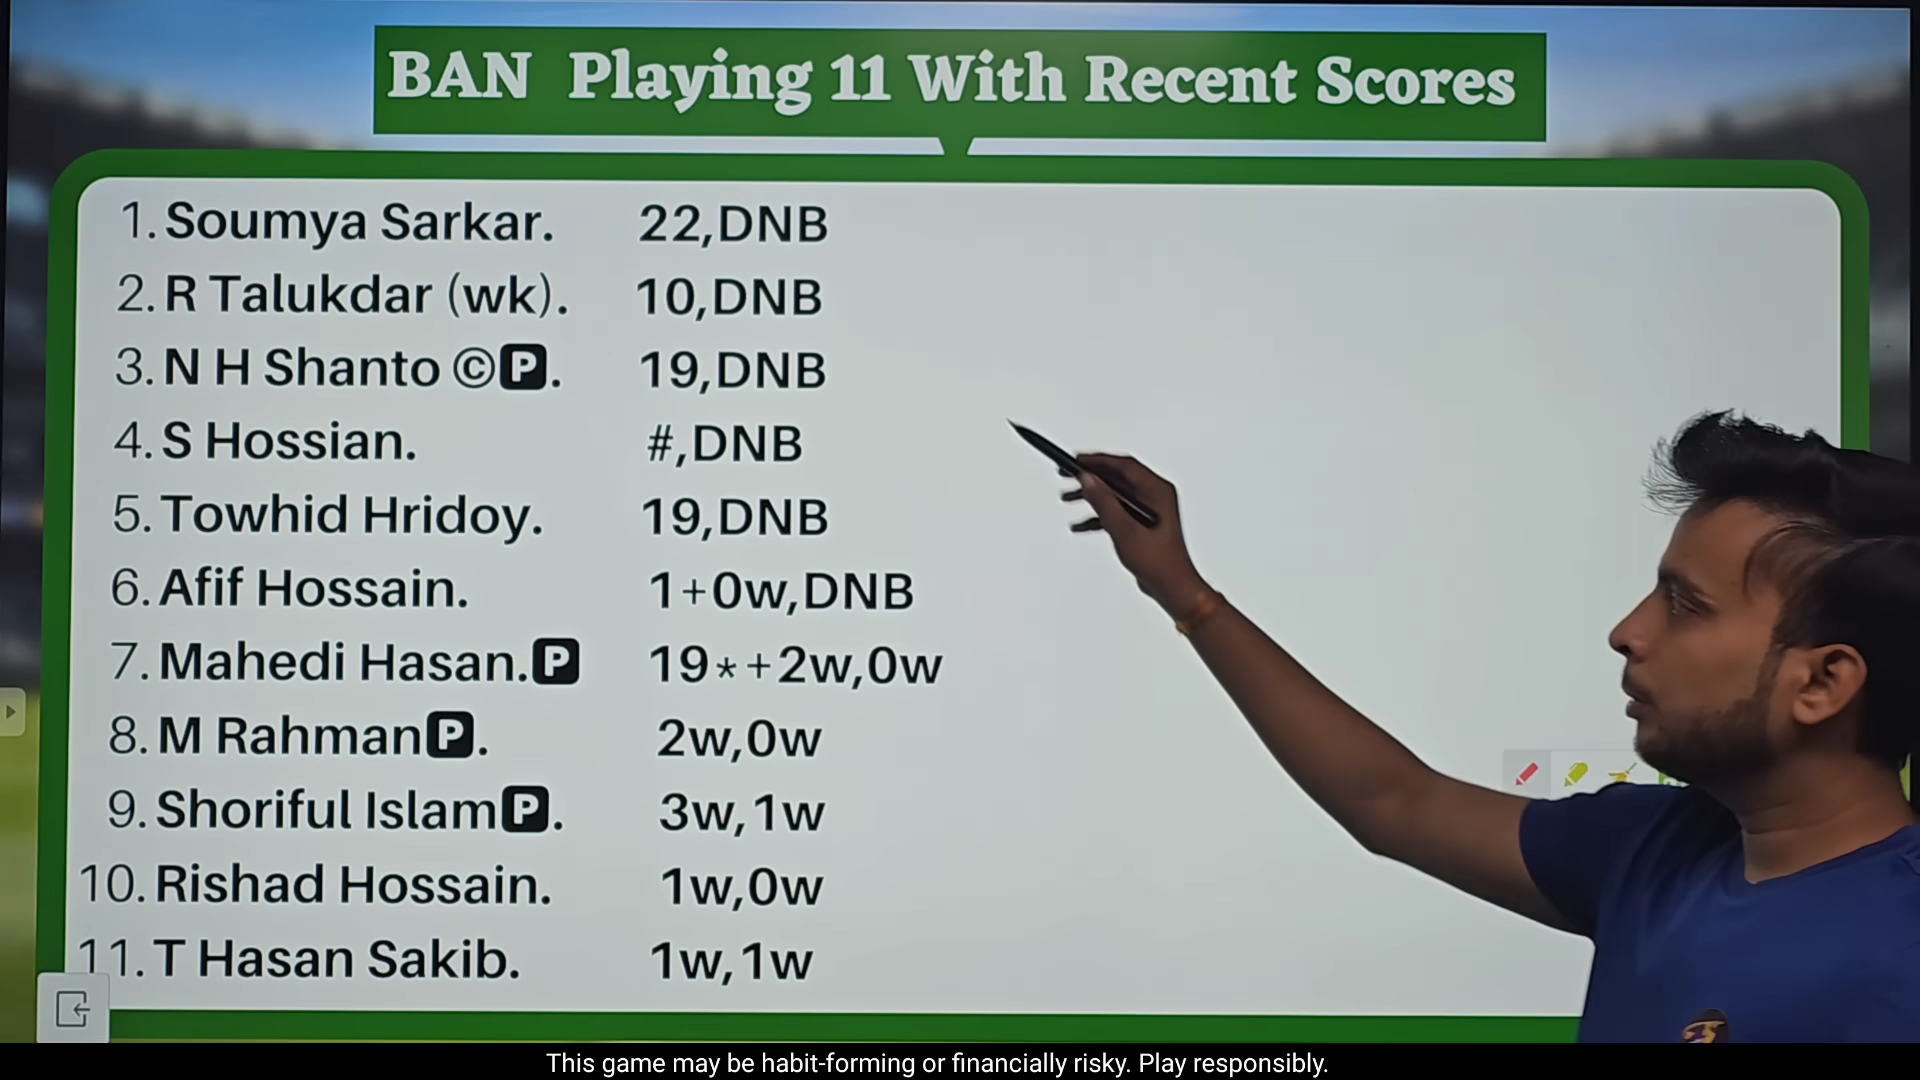 BAN Playing 11 With Recent Scores
1. Soumya Sarkar. 22,DNB
2. R Talukdar (wk). 10,DNB
3. N H Shanto ©🅿. 19,DNB
4. S Hossian. #,DNB
5. Towhid Hridoy. 19,DNB
6. Afif Hossain. 1+0w,DNB
7. Mahedi Hasan.🅿 19*+2w,0w
8. M Rahman🅿. 2w,0w
9. Shoriful Islam🅿. 3w,1w
10. Rishad Hossain. 1w,0w
11. T Hasan Sakib. 1w,1w
This game may be habit-forming or financially risky. Play responsibly.